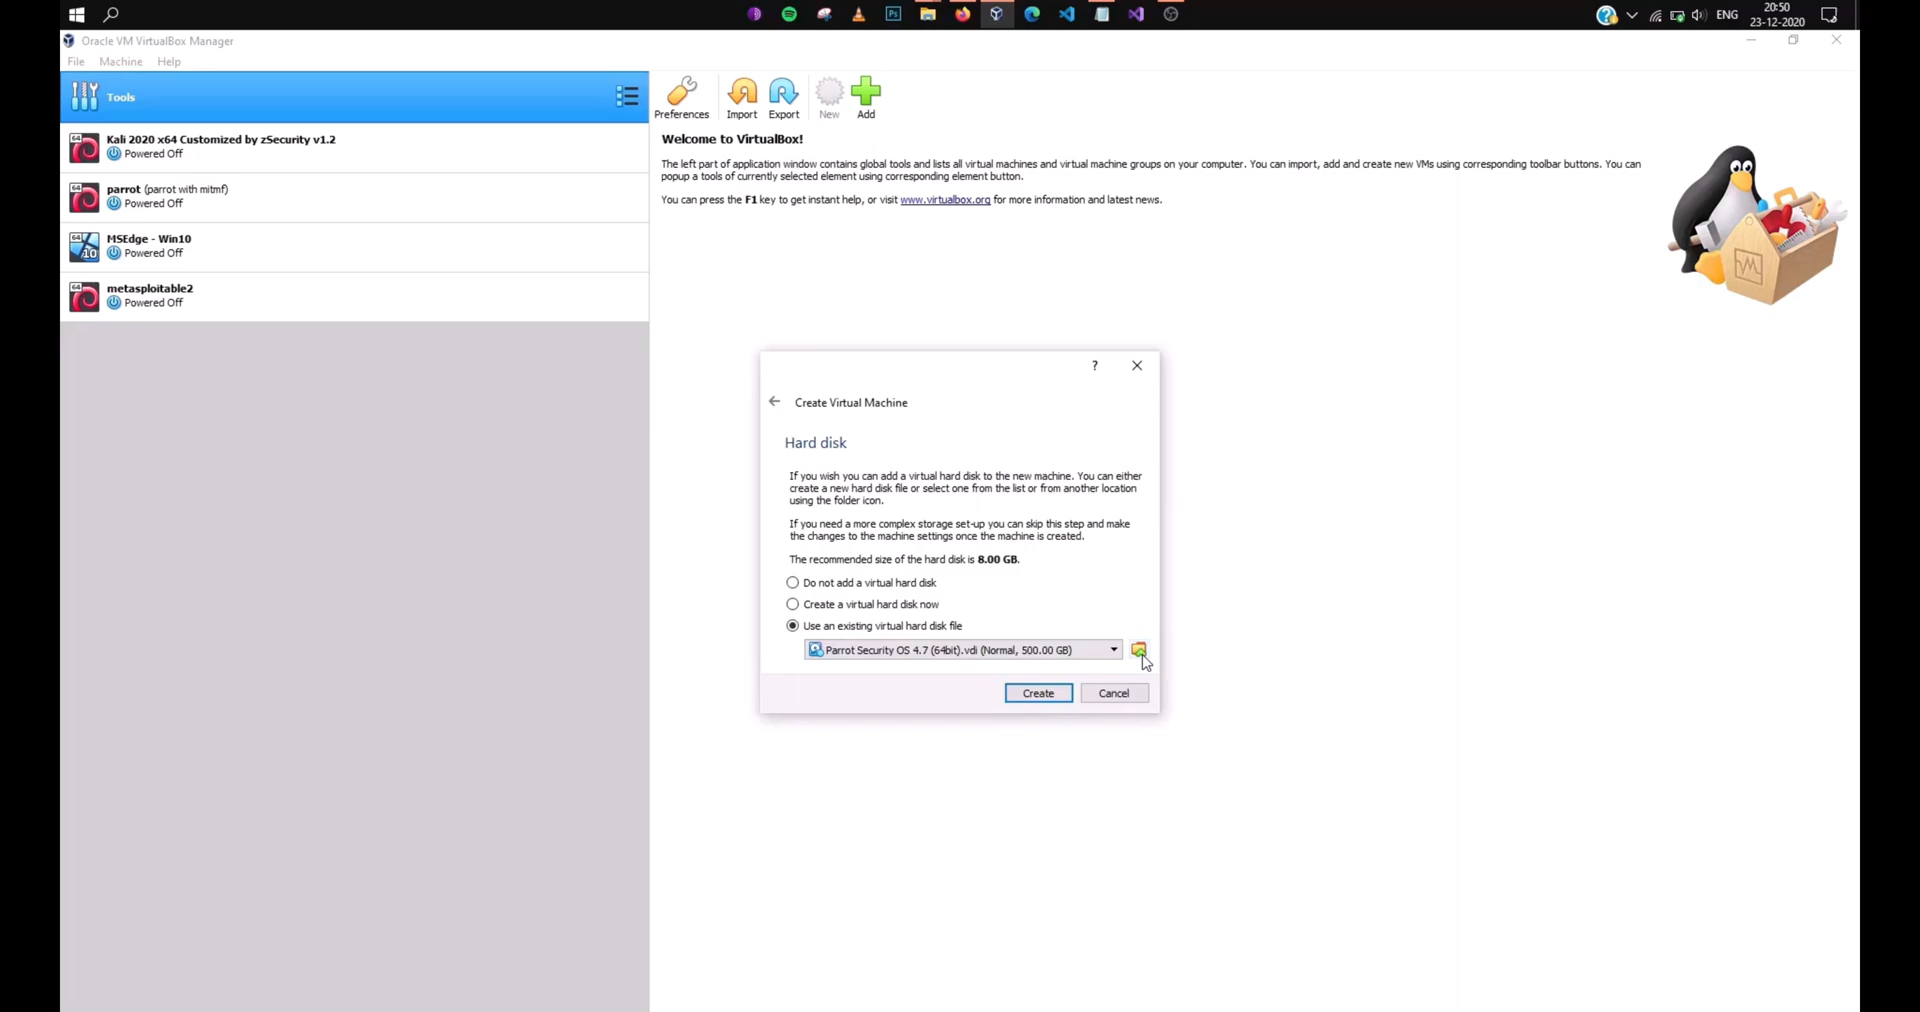 Ps
ENG
20:50
23-12-2020
Oracle VM VirtualBox Manager
File Machine Help
Tools
Preferences
Import
Export
New
Add
64
Kali 2020 x64 Customized by zSecurity v1.2
Powered Off
64
parrot (parrot with mitmf)
Powered Off
64
10
MSEdge - Win10
Powered Off
64
metasploitable2
Powered Off
Welcome to VirtualBox!
The left part of application window contains global tools and lists all virtual machines and virtual machine groups on your computer. You can import, add and create new VMs using corresponding toolbar buttons. You can
popup a tools of currently selected element using corresponding element button.
You can press the F1 key to get instant help, or visit www.virtualbox.org for more information and latest news.
?
Create Virtual Machine
Hard disk
If you wish you can add a virtual hard disk to the new machine. You can either
create a new hard disk file or select one from the list or from another location
using the folder icon.
If you need a more complex storage set-up you can skip this step and make
the changes to the machine settings once the machine is created.
The recommended size of the hard disk is 8.00 GB.
Do not add a virtual hard disk
Create a virtual hard disk now
Use an existing virtual hard disk file
Parrot Security OS 4.7 (64bit).vdi (Normal, 500.00 GB)
Create
Cancel